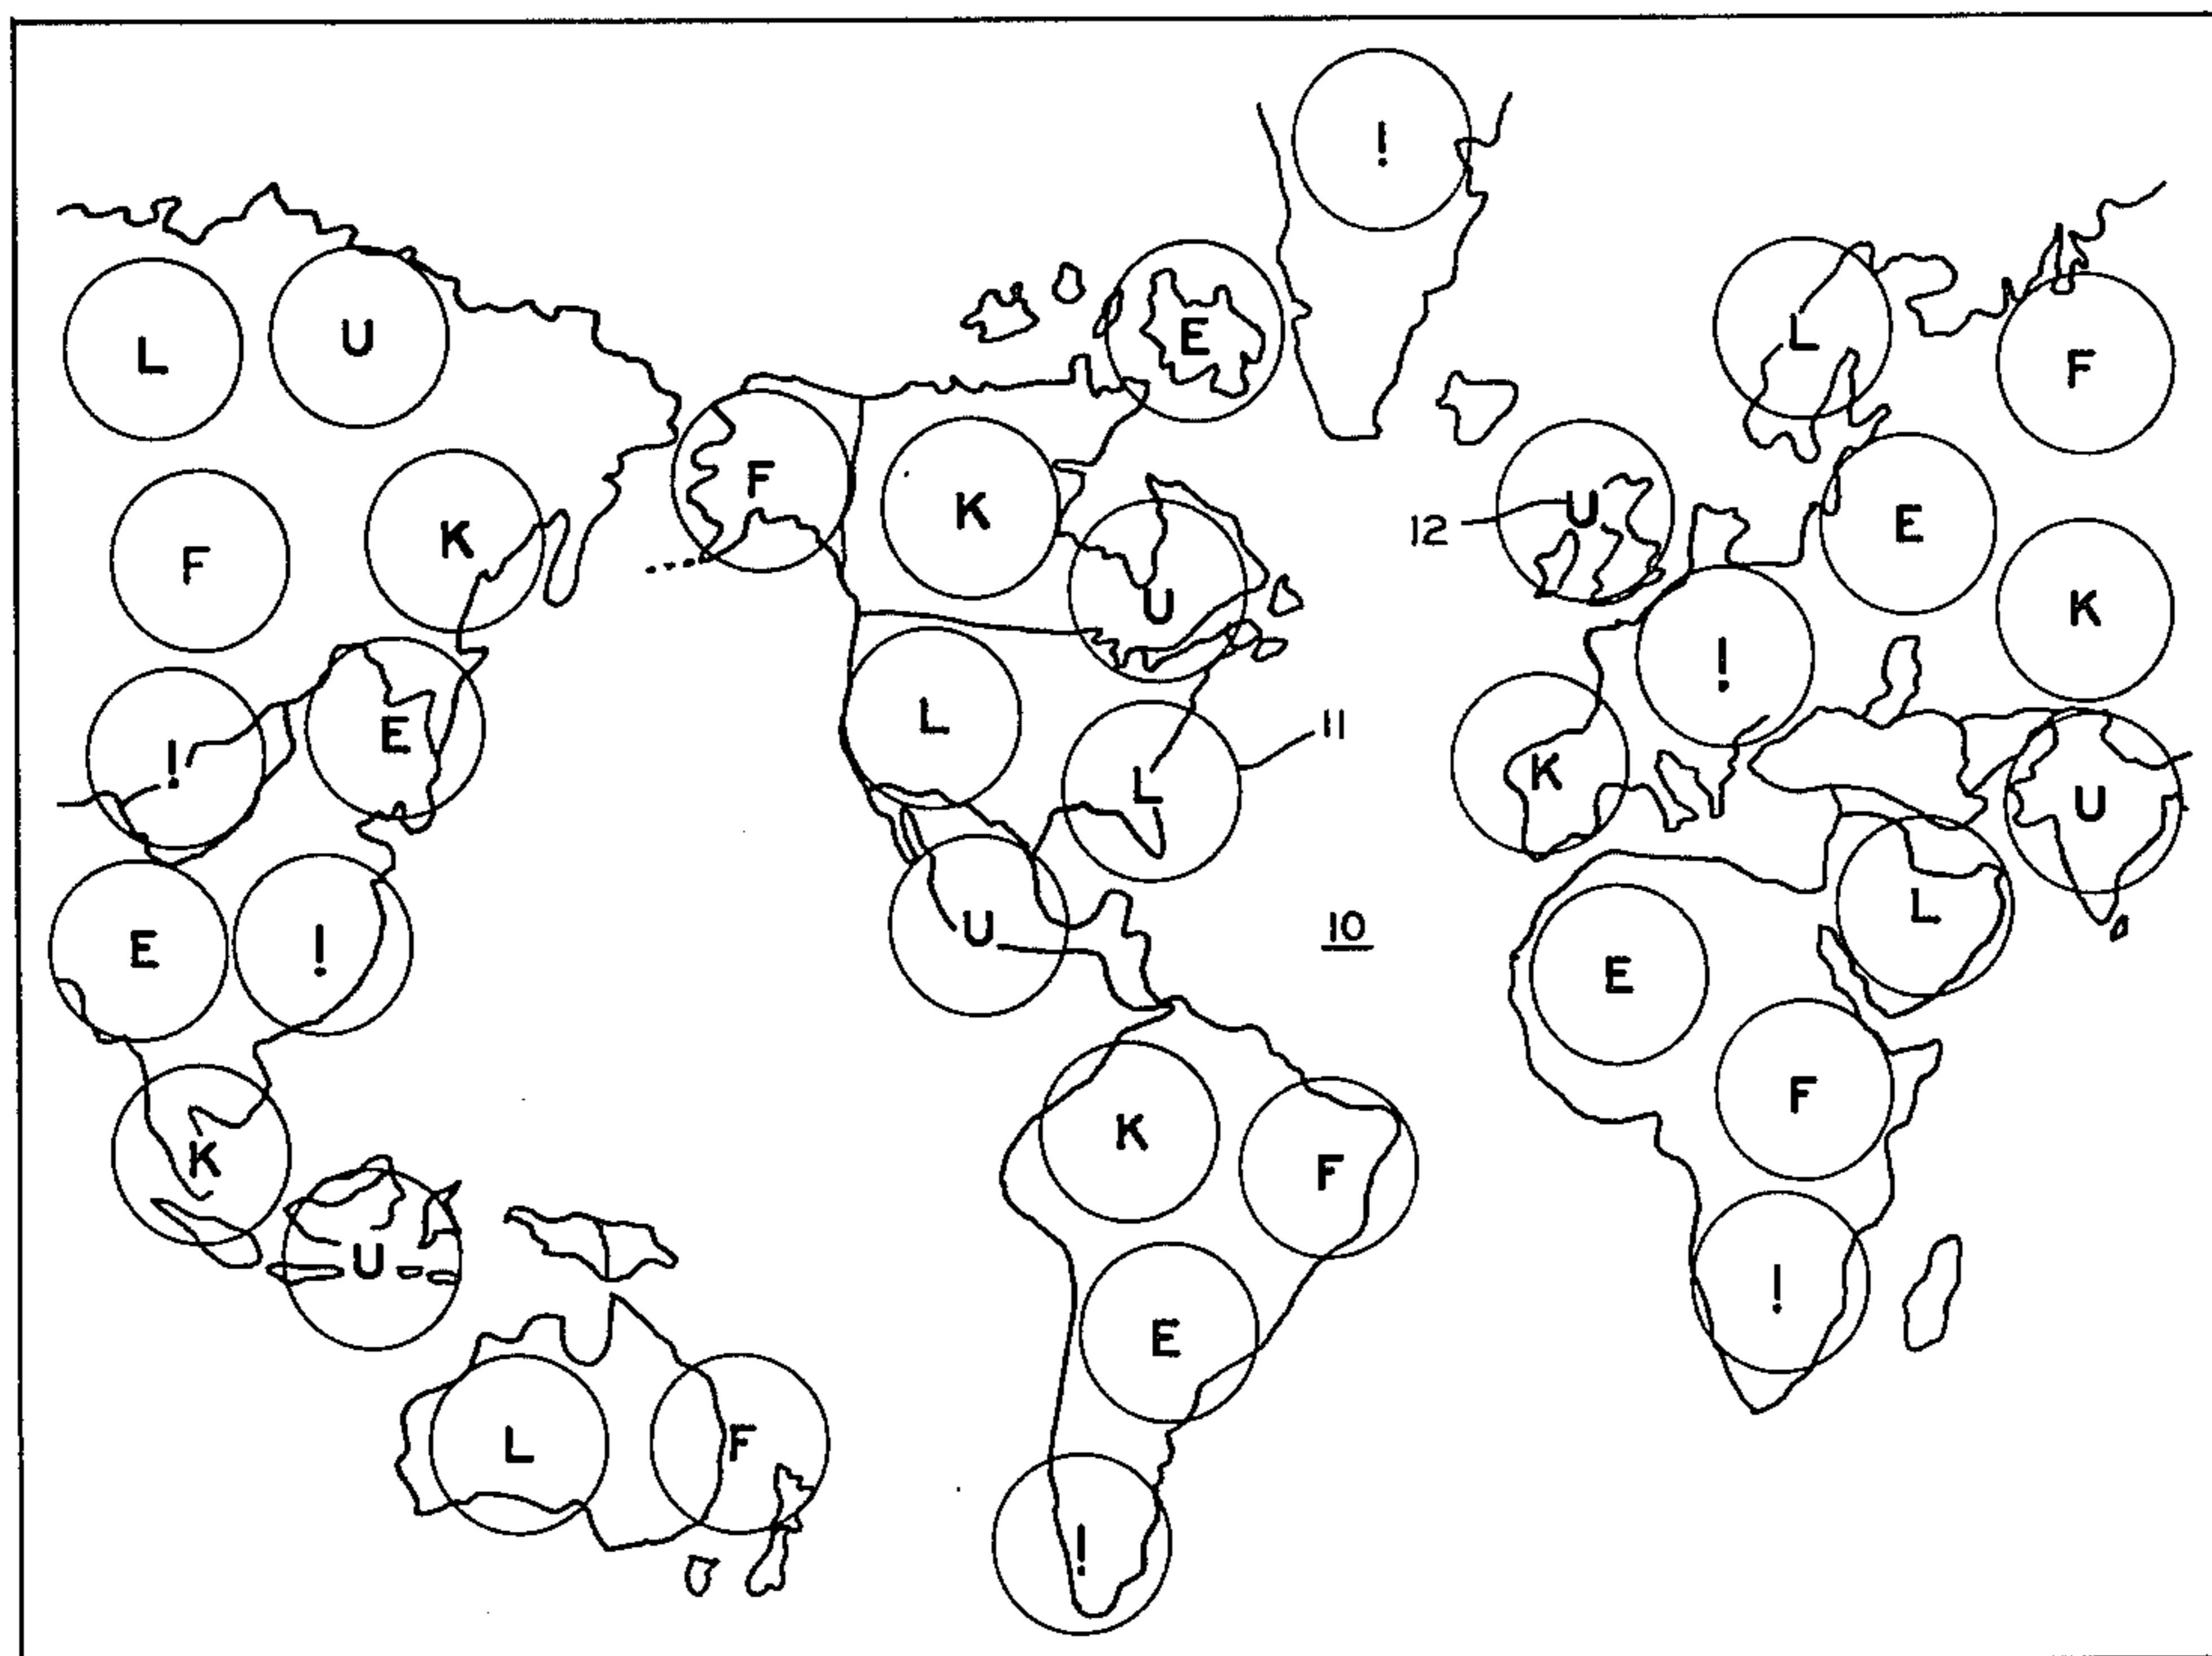 !
L U E L F
F K U E
F K 12
F K U ! K
L
! E L 11 K U
E ! U 10 E L
K K F F
U E !
L F
!